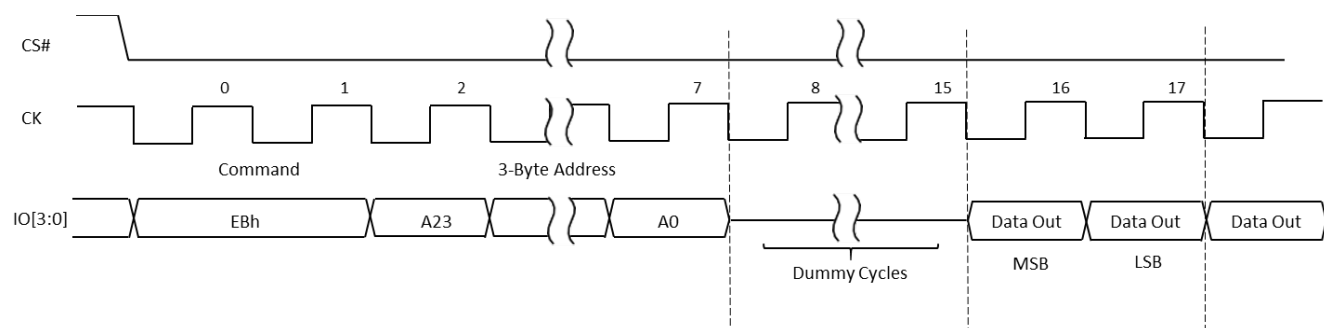 CS#
0 1 2 7 8 15 16 17
CK
Command 3-Byte Address
IO[3:0] EBh A23 A0 Data Out Data Out Data Out
MSB LSB
Dummy Cycles